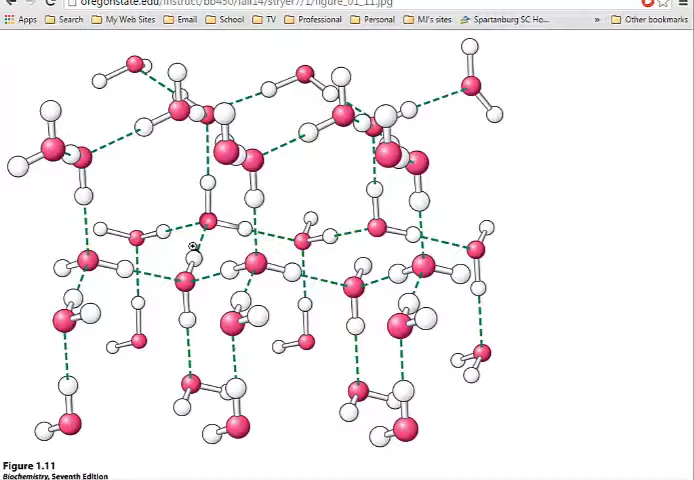 oregonstate.edu/instruct/bb450/fall14/stryer7/1/figure_01_11.jpg
Apps Search My Web Sites Email School TV Professional Personal MJ's sites Spartanburg SC Ho... » Other bookmarks
Figure 1.11
Biochemistry, Seventh Edition